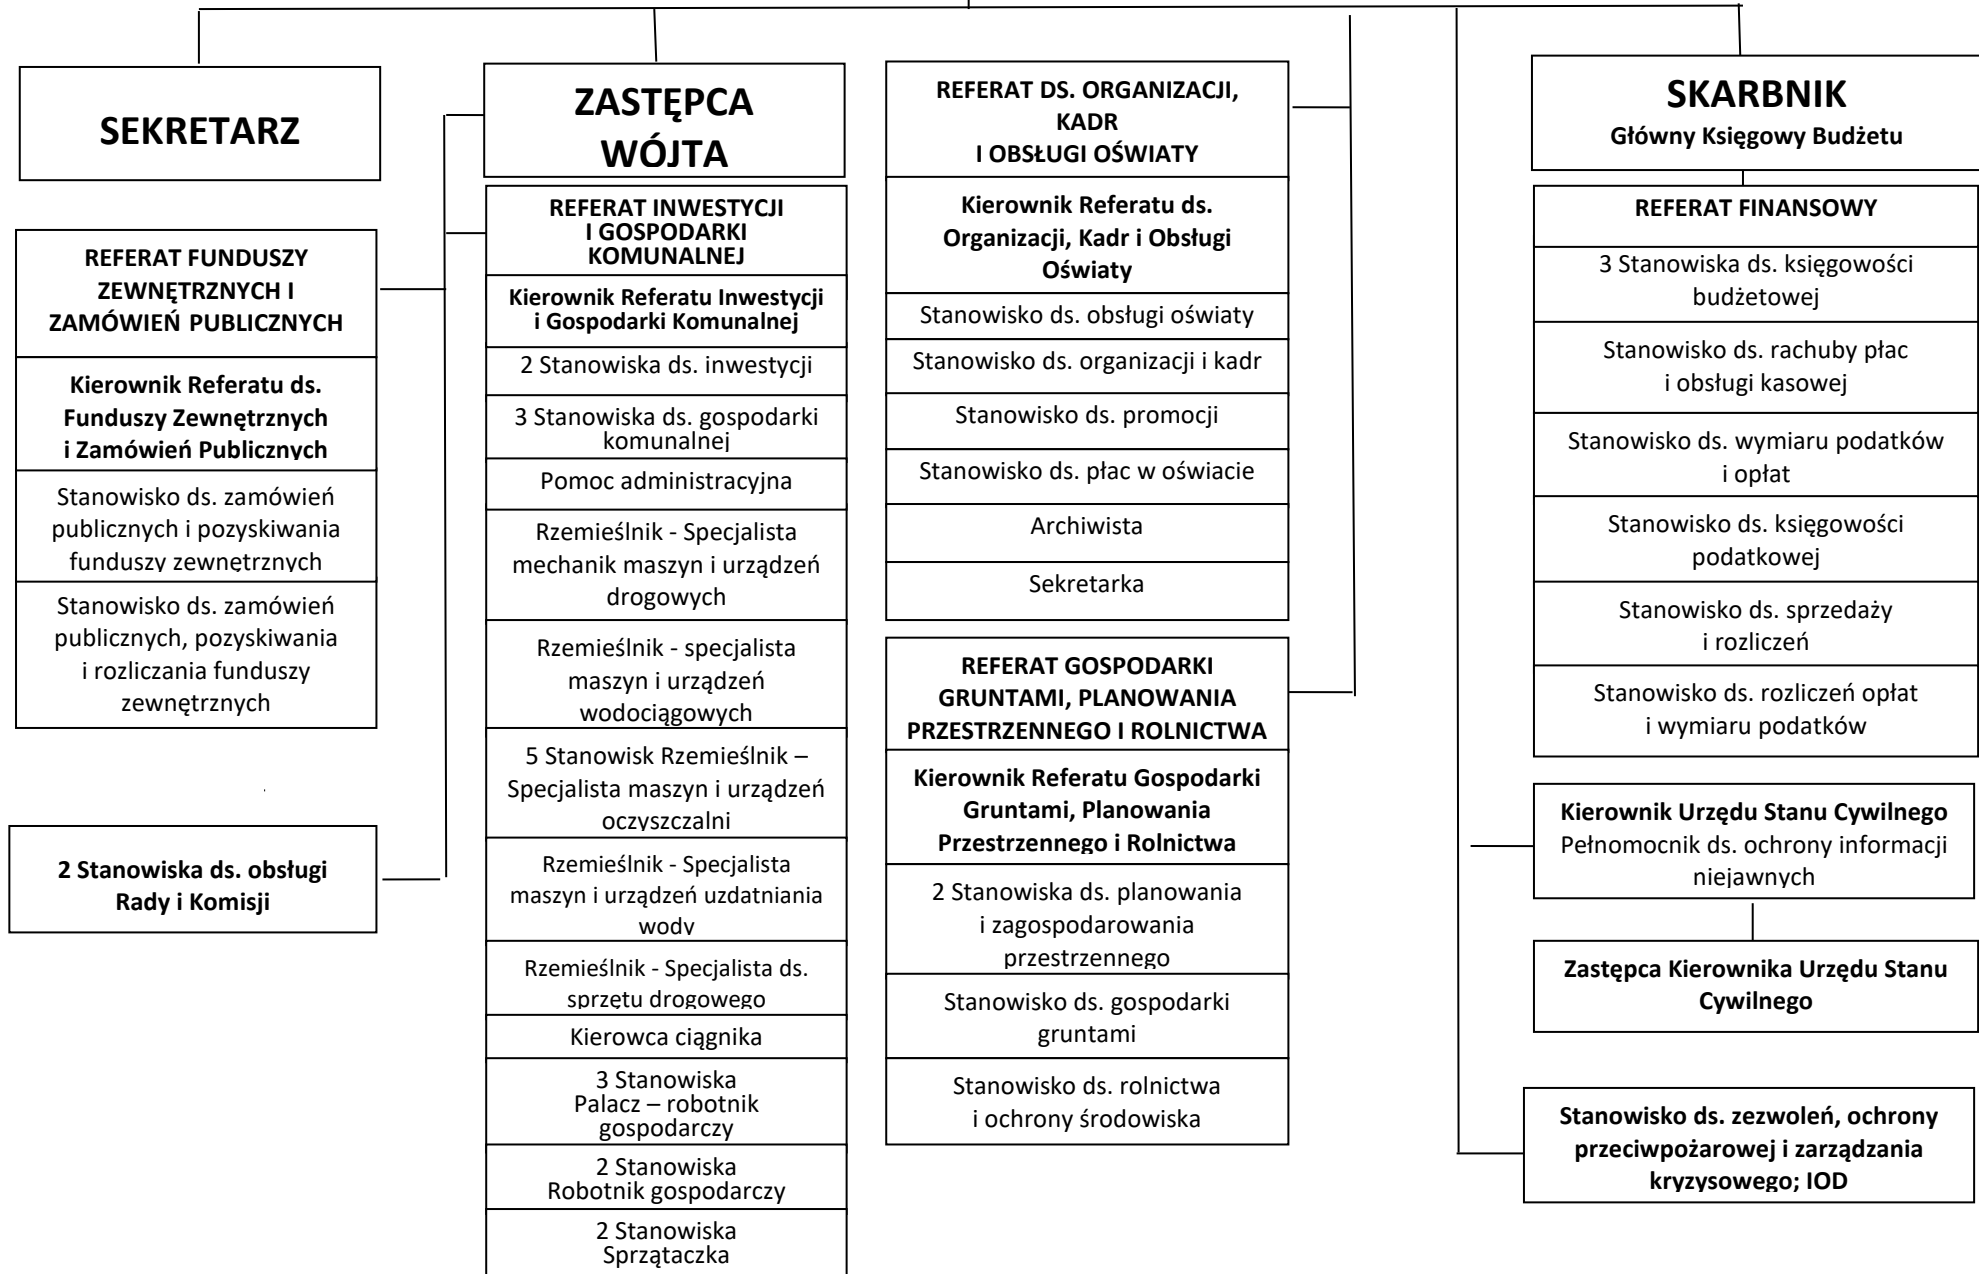 SEKRETARZ
REFERAT FUNDUSZY
ZEWNĘTRZNYCH I
ZAMÓWIEŃ PUBLICZNYCH
Kierownik Referatu ds.
Funduszy Zewnętrznych
i Zamówień Publicznych
Stanowisko ds. zamówień
publicznych i pozyskiwania
funduszy zewnętrznych
Stanowisko ds. zamówień
publicznych, pozyskiwania
i rozliczania funduszy
zewnętrznych
2 Stanowiska ds. obsługi
Rady i Komisji
ZASTĘPCA
WÓJTA
REFERAT INWESTYCJI
I GOSPODARKI
KOMUNALNEJ
Kierownik Referatu Inwestycji
i Gospodarki Komunalnej
2 Stanowiska ds. inwestycji
3 Stanowiska ds. gospodarki
komunalnej
Pomoc administracyjna
Rzemieślnik - Specjalista
mechanik maszyn i urządzeń
drogowych
Rzemieślnik - specjalista
maszyn i urządzeń
wodociągowych
5 Stanowisk Rzemieślnik –
Specjalista maszyn i urządzeń
oczyszczalni
Rzemieślnik - Specjalista
maszyn i urządzeń uzdatniania
wody
Rzemieślnik - Specjalista ds.
sprzętu drogowego
Kierowca ciągnika
3 Stanowiska
Palacz – robotnik
gospodarczy
2 Stanowiska
Robotnik gospodarczy
2 Stanowiska
Sprzątaczka
REFERAT DS. ORGANIZACJI,
KADR
I OBSŁUGI OŚWIATY
Kierownik Referatu ds.
Organizacji, Kadr i Obsługi
Oświaty
Stanowisko ds. obsługi oświaty
Stanowisko ds. organizacji i kadr
Stanowisko ds. promocji
Stanowisko ds. płac w oświacie
Archiwista
Sekretarka
REFERAT GOSPODARKI
GRUNTAMI, PLANOWANIA
PRZESTRZENNEGO I ROLNICTWA
Kierownik Referatu Gospodarki
Gruntami, Planowania
Przestrzennego i Rolnictwa
2 Stanowiska ds. planowania
i zagospodarowania
przestrzennego
Stanowisko ds. gospodarki
gruntami
Stanowisko ds. rolnictwa
i ochrony środowiska
SKARBNIK
Główny Księgowy Budżetu
REFERAT FINANSOWY
3 Stanowiska ds. księgowości
budżetowej
Stanowisko ds. rachuby płac
i obsługi kasowej
Stanowisko ds. wymiaru podatków
i opłat
Stanowisko ds. księgowości
podatkowej
Stanowisko ds. sprzedaży
i rozliczeń
Stanowisko ds. rozliczeń opłat
i wymiaru podatków
Kierownik Urzędu Stanu Cywilnego
Pełnomocnik ds. ochrony informacji
niejawnych
Zastępca Kierownika Urzędu Stanu
Cywilnego
Stanowisko ds. zezwoleń, ochrony
przeciwpożarowej i zarządzania
kryzysowego; IOD